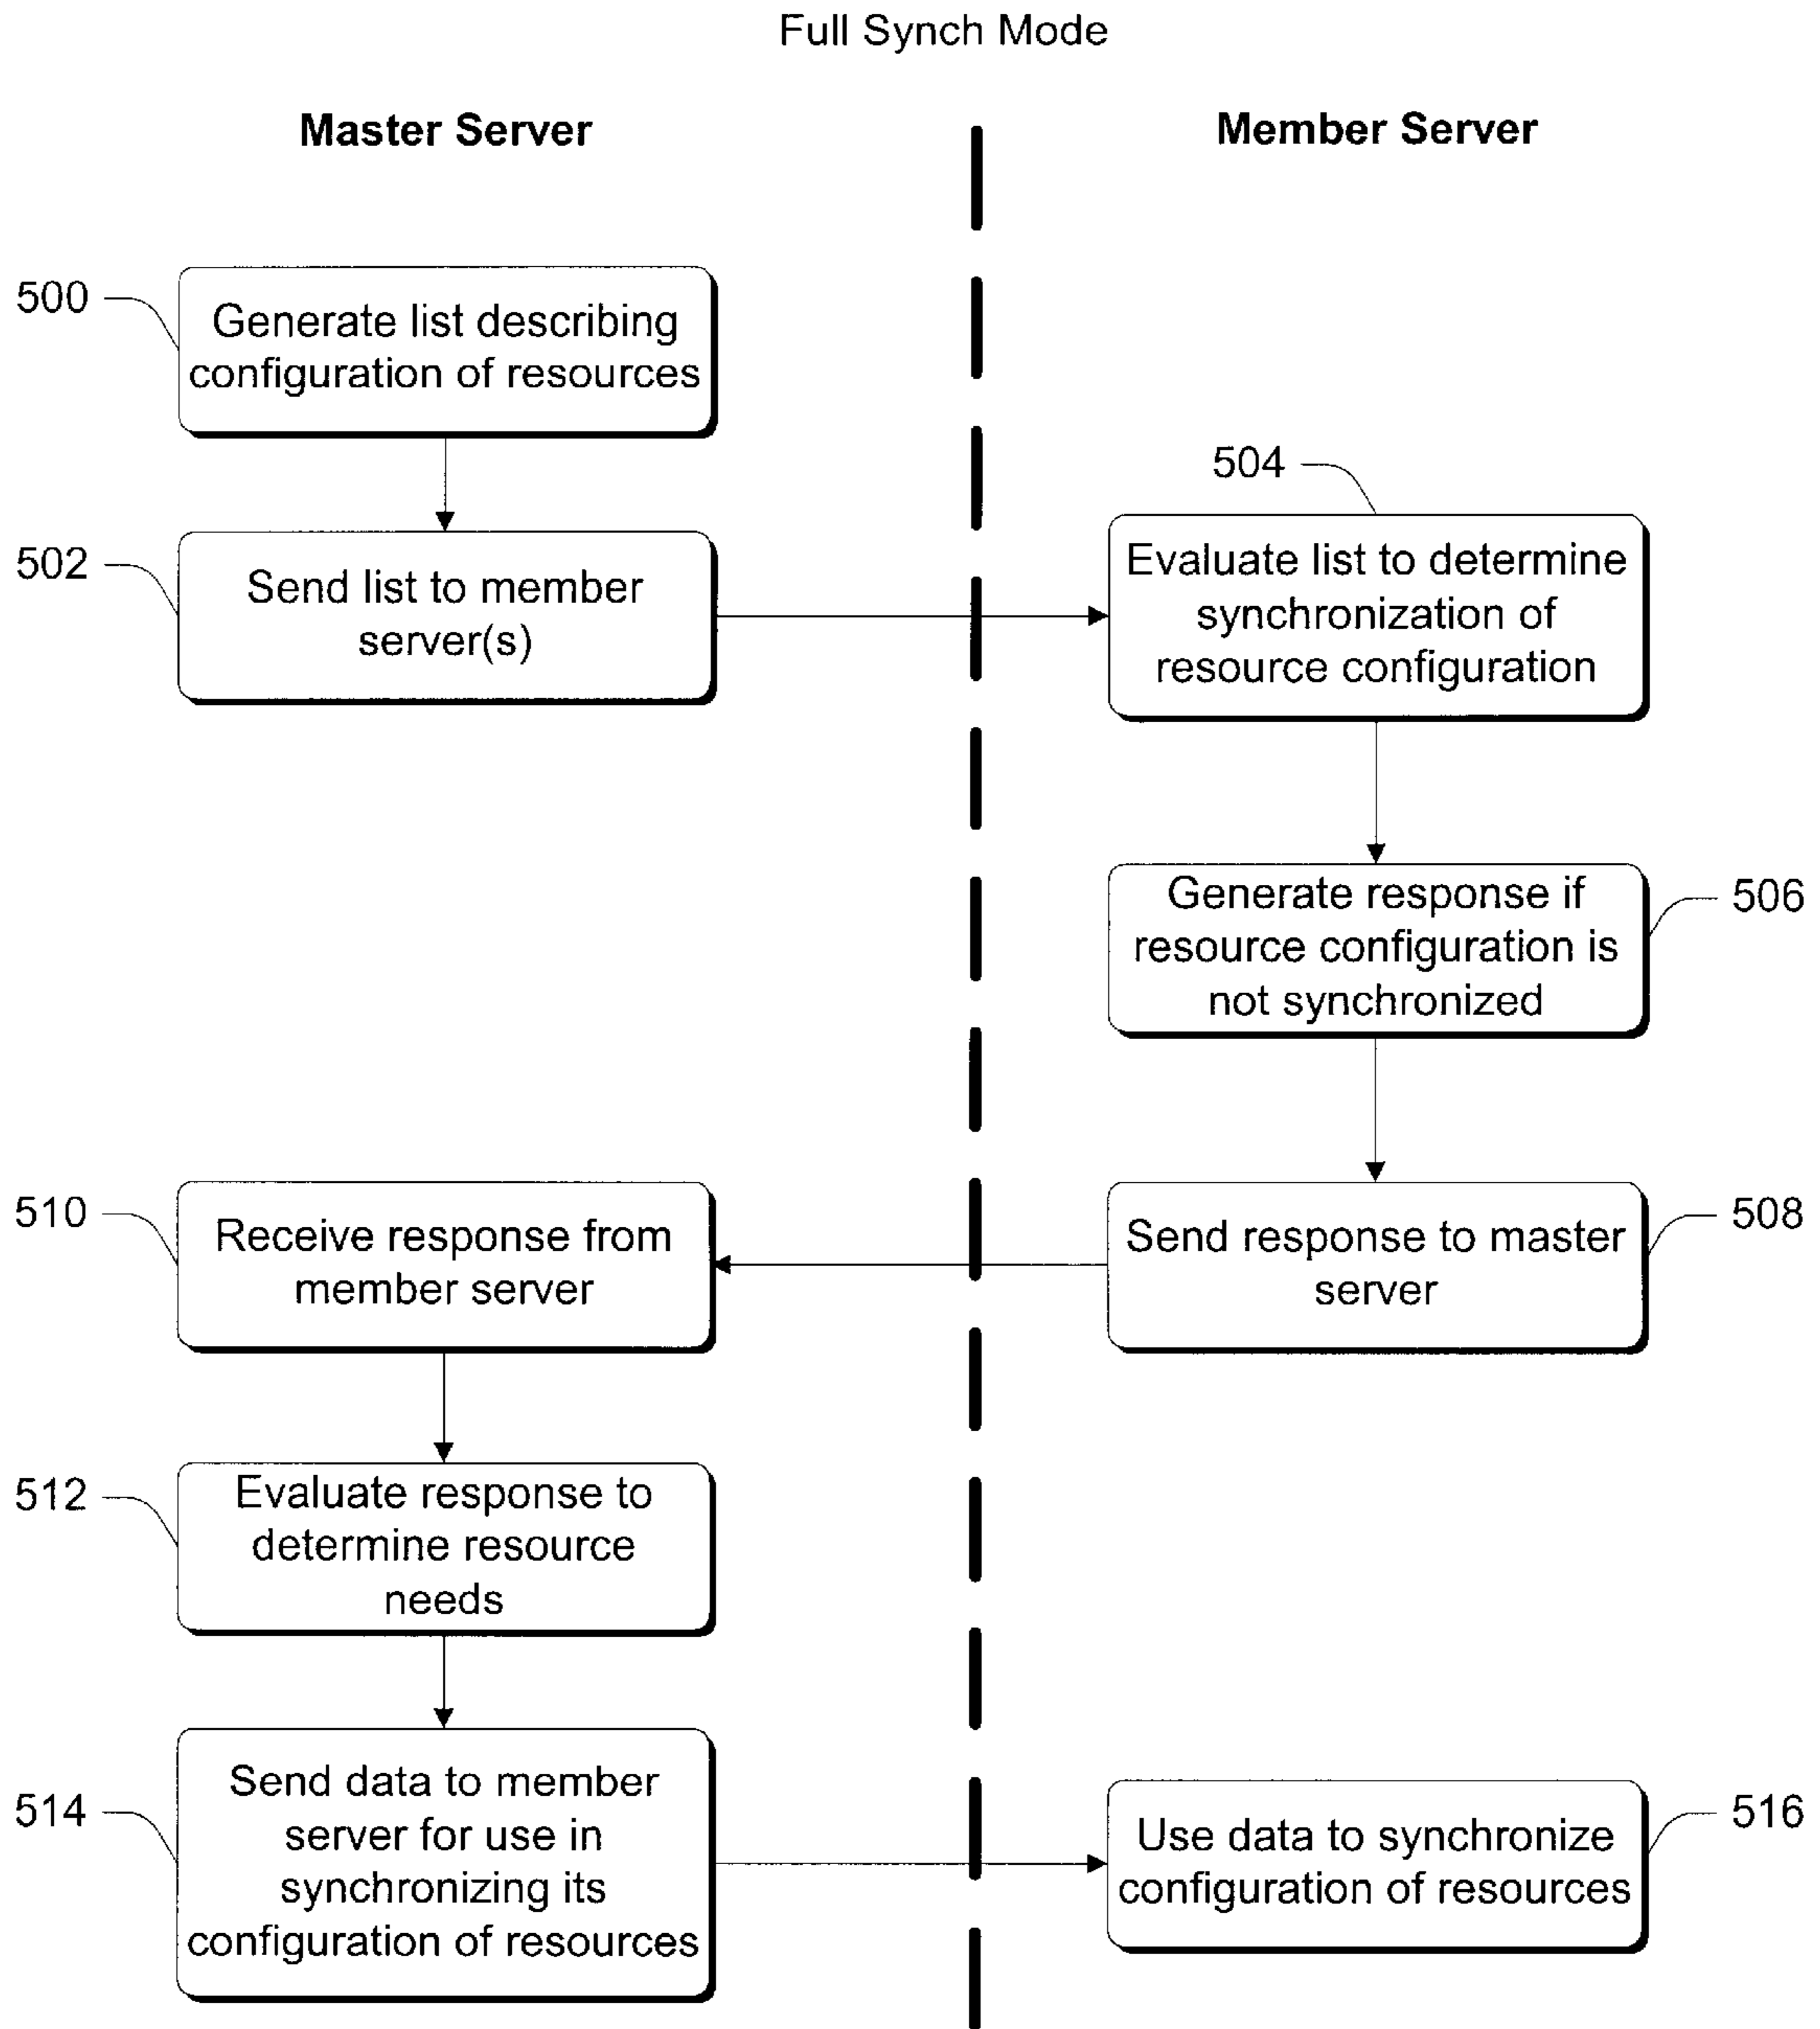 Full Synch Mode
Master Server
Member Server
500
Generate list describing
configuration of resources
502
Send list to member
server(s)
504
Evaluate list to determine
synchronization of
resource configuration
506
Generate response if
resource configuration is
not synchronized
508
Send response to master
server
510
Receive response from
member server
512
Evaluate response to
determine resource
needs
514
Send data to member
server for use in
synchronizing its
configuration of resources
516
Use data to synchronize
configuration of resources